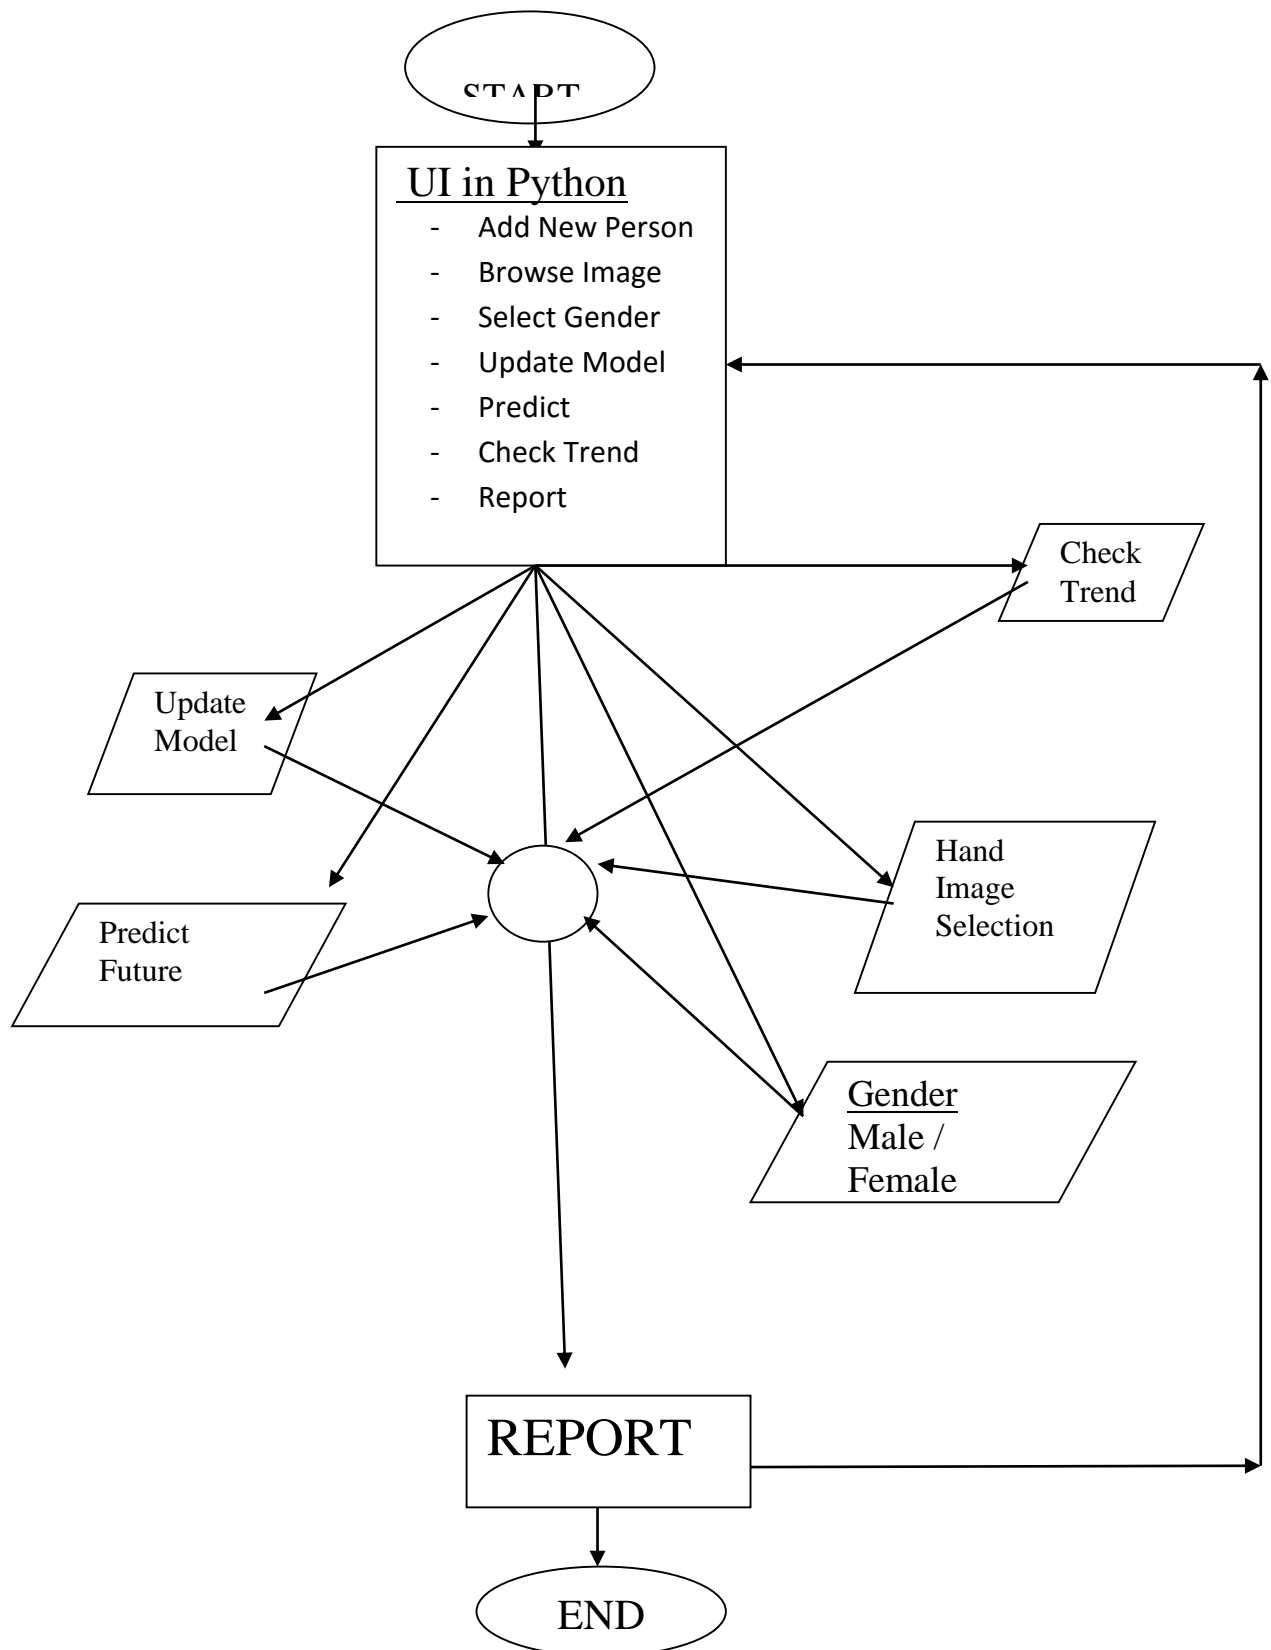 START
UI in Python
- Add New Person
- Browse Image
- Select Gender
- Update Model
- Predict
- Check Trend
- Report
Check
Trend
Update
Model
Hand
Image
Selection
Predict
Future
Gender
Male /
Female
REPORT
END